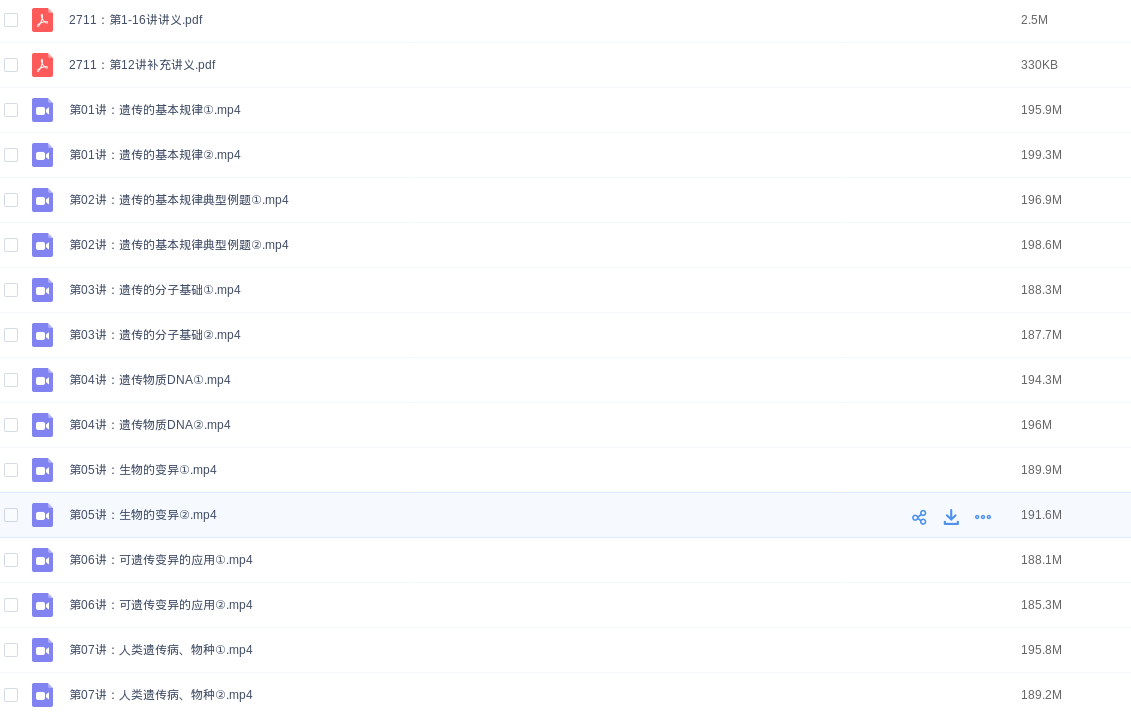 2711：第1-16讲讲义.pdf 2.5M
2711：第12讲补充讲义.pdf 330KB
第01讲：遗传的基本规律①.mp4 195.9M
第01讲：遗传的基本规律②.mp4 199.3M
第02讲：遗传的基本规律典型例题①.mp4 196.9M
第02讲：遗传的基本规律典型例题②.mp4 198.6M
第03讲：遗传的分子基础①.mp4 188.3M
第03讲：遗传的分子基础②.mp4 187.7M
第04讲：遗传物质DNA①.mp4 194.3M
第04讲：遗传物质DNA②.mp4 196M
第05讲：生物的变异①.mp4 189.9M
第05讲：生物的变异②.mp4 191.6M
第06讲：可遗传变异的应用①.mp4 188.1M
第06讲：可遗传变异的应用②.mp4 185.3M
第07讲：人类遗传病、物种①.mp4 195.8M
第07讲：人类遗传病、物种②.mp4 189.2M